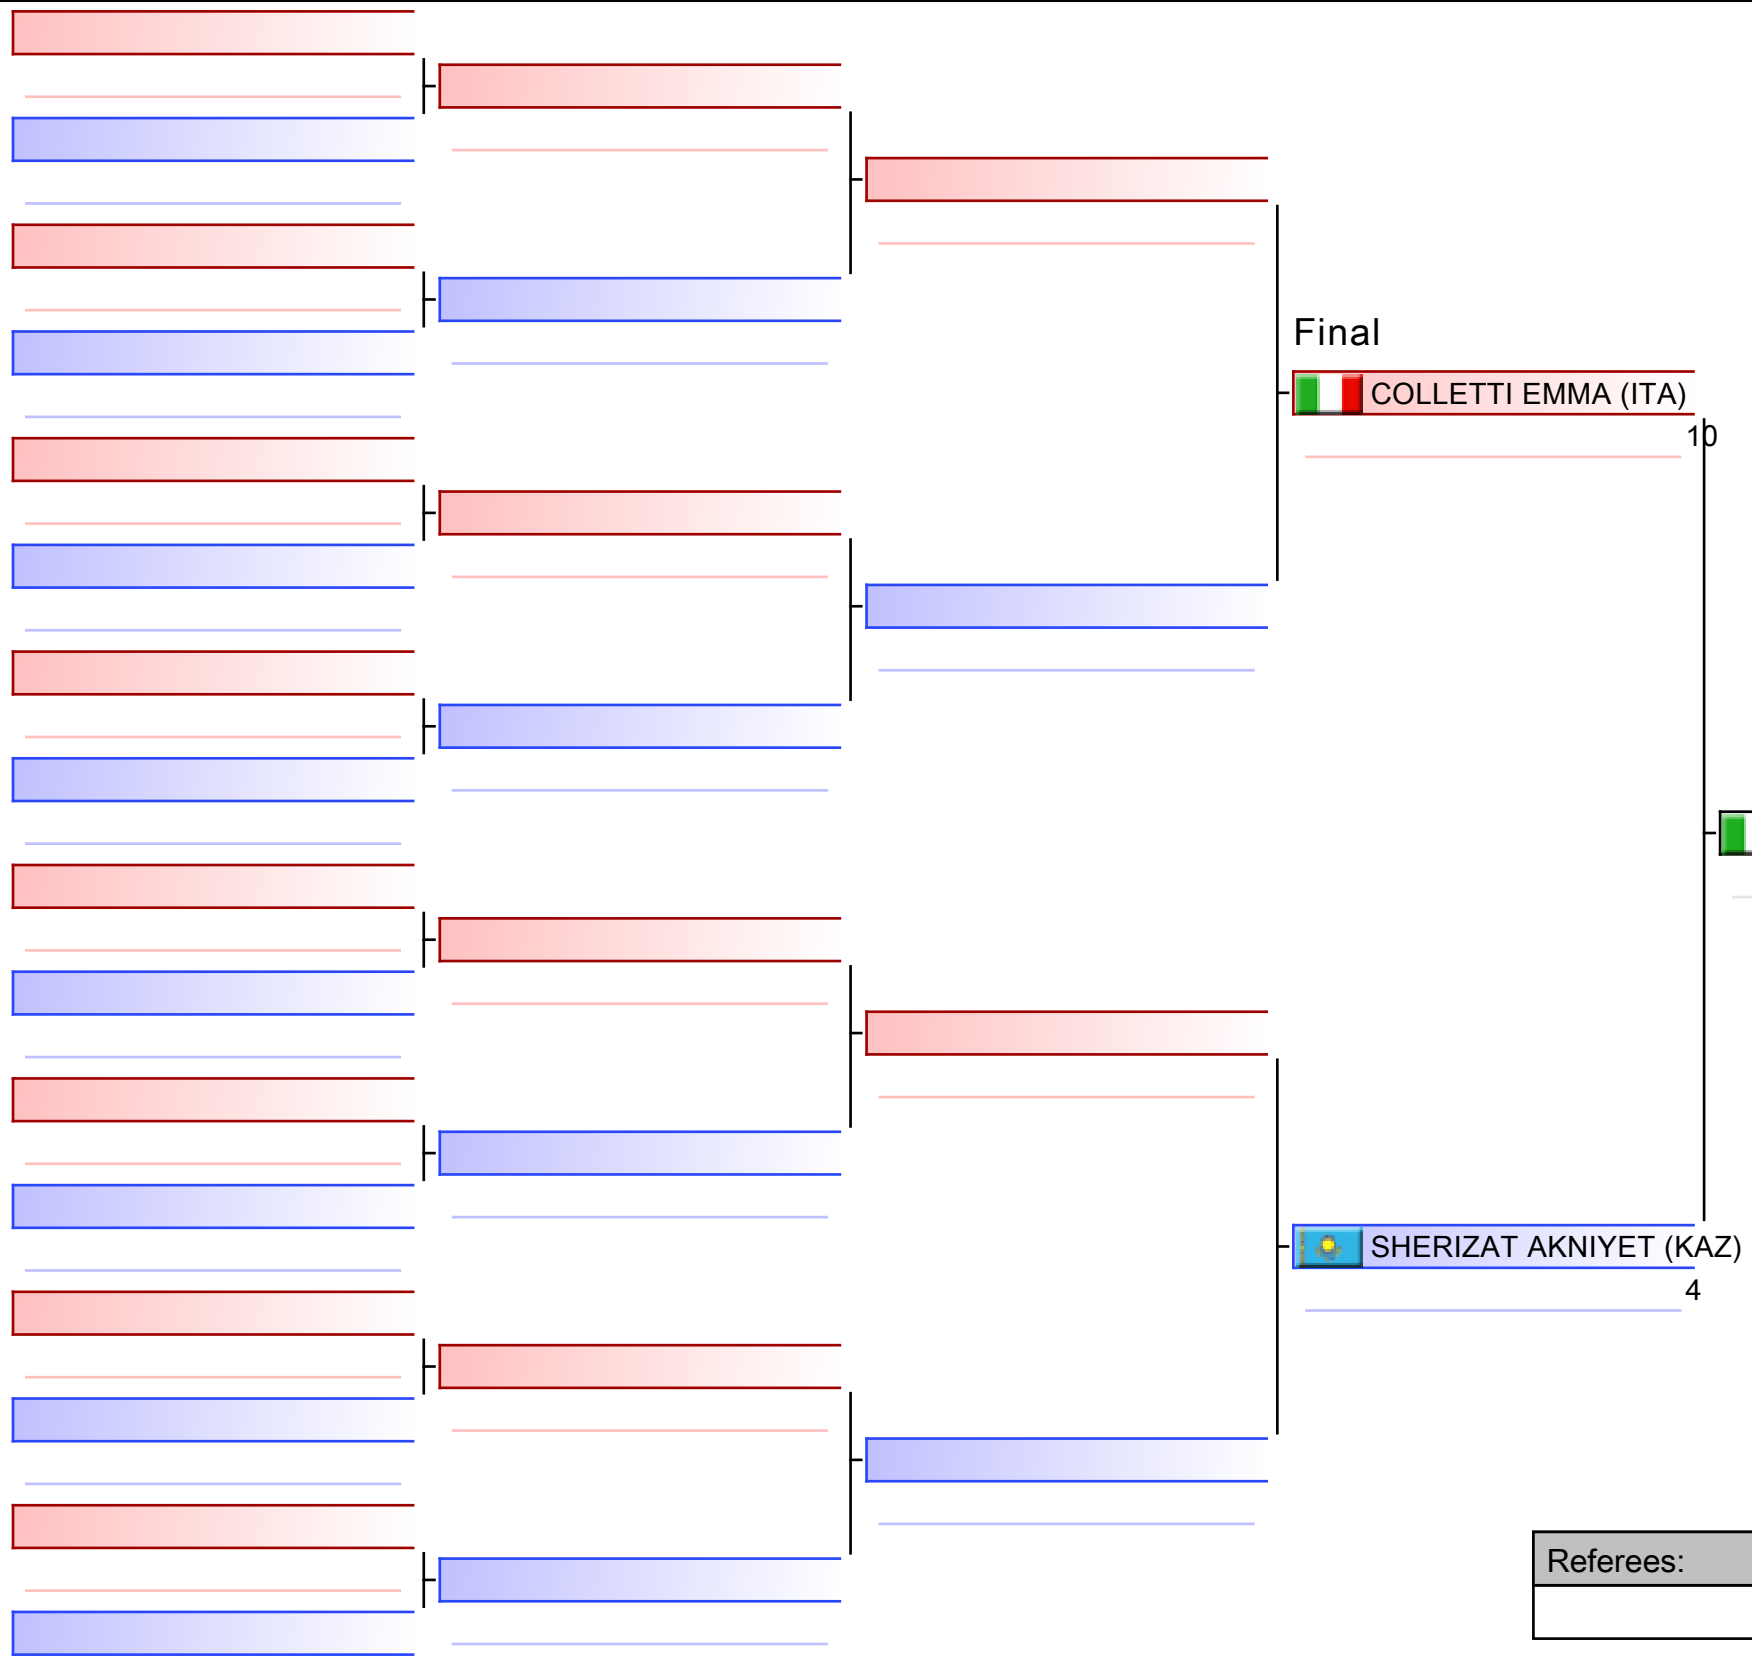 Final
COLLETTI EMMA (ITA)
10
SHERIZAT AKNIYET (KAZ)
4
Referees: